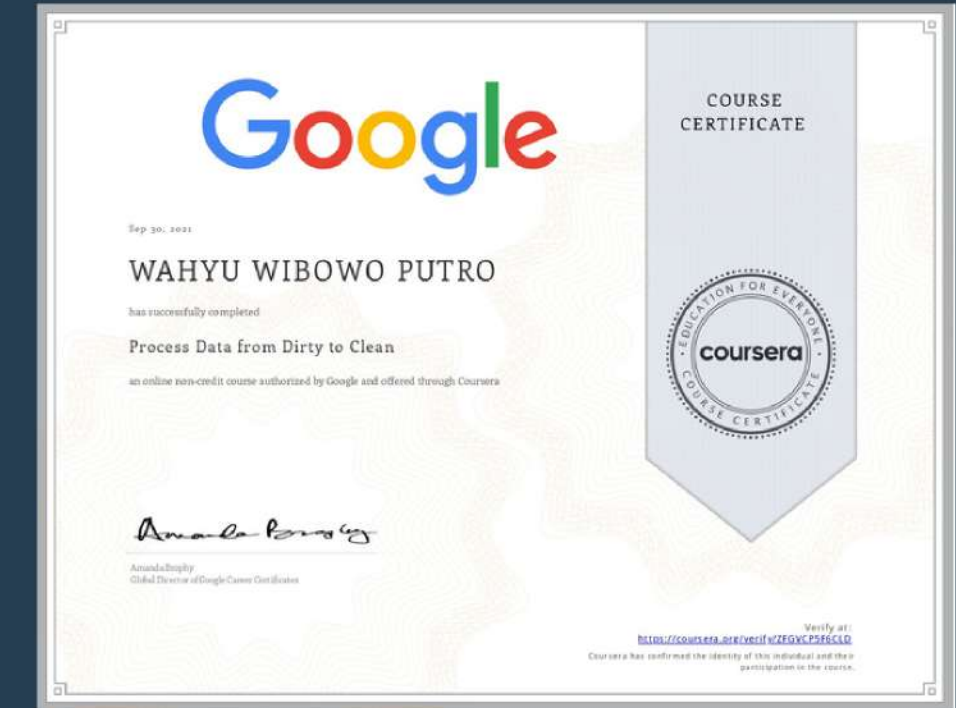 Google
COURSE
CERTIFICATE
Sep 30, 2021
WAHYU WIBOWO PUTRO
has successfully completed
Process Data from Dirty to Clean
an online non-credit course authorized by Google and offered through Coursera
EDUCATION FOR EVERYONE
coursera
COURSE CERTIFICATE
Amanda Brophy
Amanda Brophy
Global Director of Google Career Certificates
Verify at:
https://coursera.org/verify/ZFGVCP5F6CLD
Coursera has confirmed the identity of this individual and their
participation in the course.